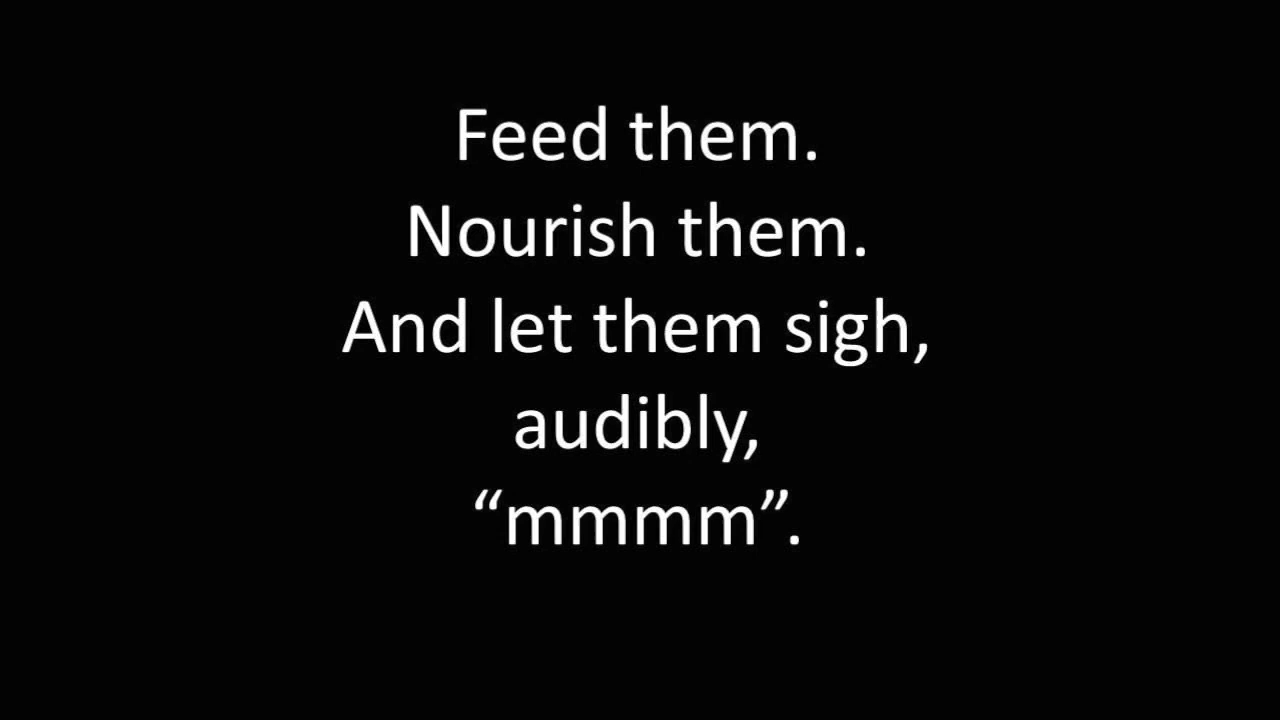 Feed them.
Nourish them.
And let them sigh,
audibly,
“mmmm”.